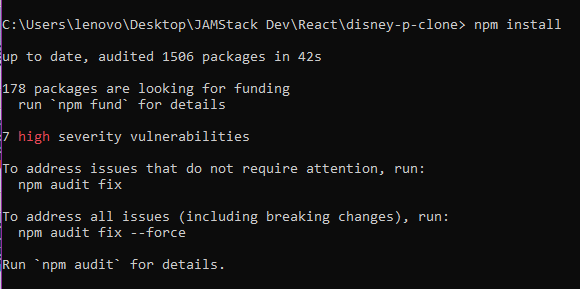 C:\Users\lenovo\Desktop\JAMStack Dev\React\disney-p-clone> npm install
up to date, audited 1506 packages in 42s
178 packages are looking for funding
run `npm fund` for details
7 high severity vulnerabilities
To address issues that do not require attention, run:
npm audit fix
To address all issues (including breaking changes), run:
npm audit fix --force
Run `npm audit` for details.